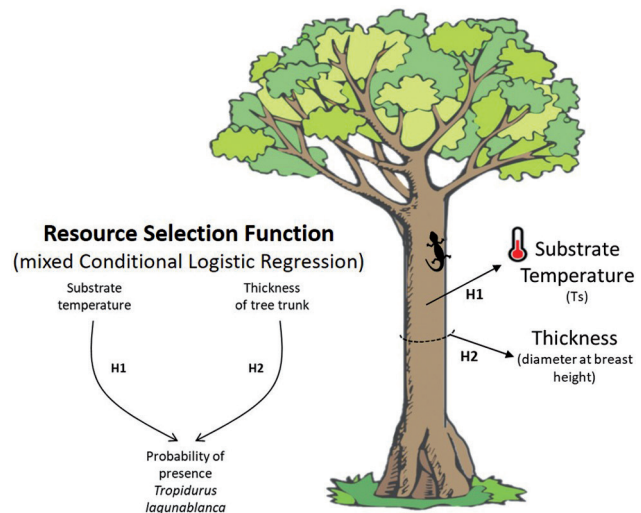 Resource Selection Function
(mixed Conditional Logistic Regression)
Substrate
temperature
Thickness
of tree trunk
H1
H2
Probability of
presence
Tropidurus
lagunablanca
Substrate
Temperature
(Ts)
H1
Thickness
(diameter at breast
height)
H2